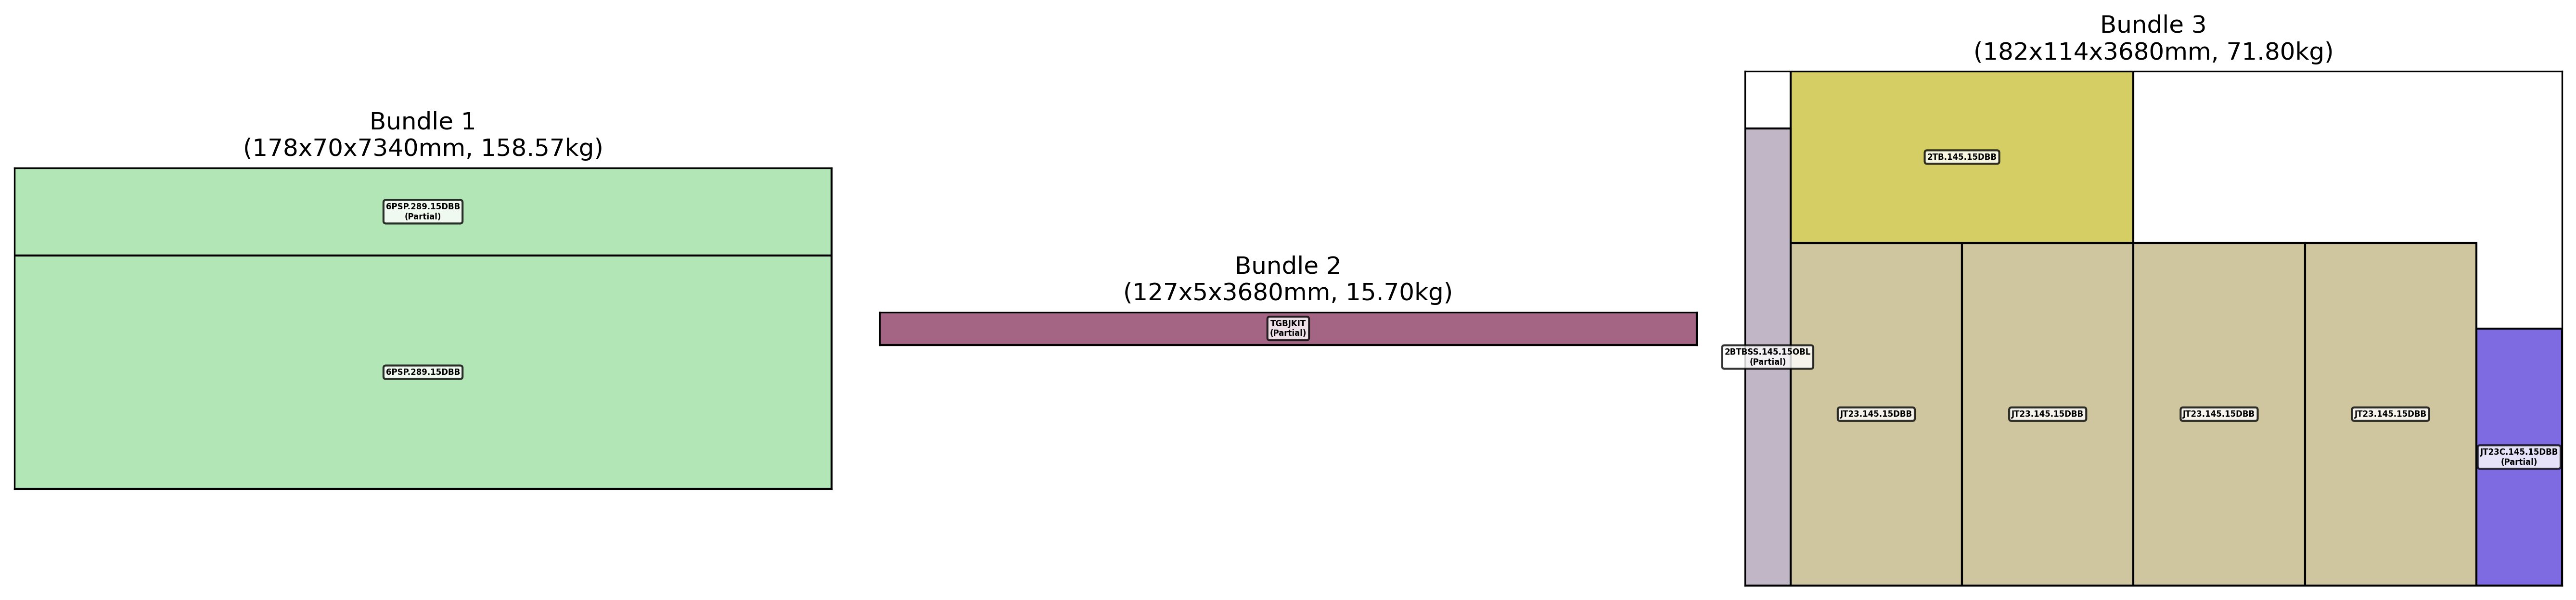 Bundle 1
(178x70x7340mm, 158.57kg)
6PSP.289.15DBB
(Partial)
6PSP.289.15DBB
Bundle 2
(127x5x3680mm, 15.70kg)
TGBJKIT
(Partial)
Bundle 3
(182x114x3680mm, 71.80kg)
2TB.145.15DBB
2BTBSS.145.15OBL
(Partial)
JT23.145.15DBB
JT23.145.15DBB
JT23.145.15DBB
JT23.145.15DBB
JT23C.145.15DBB
(Partial)